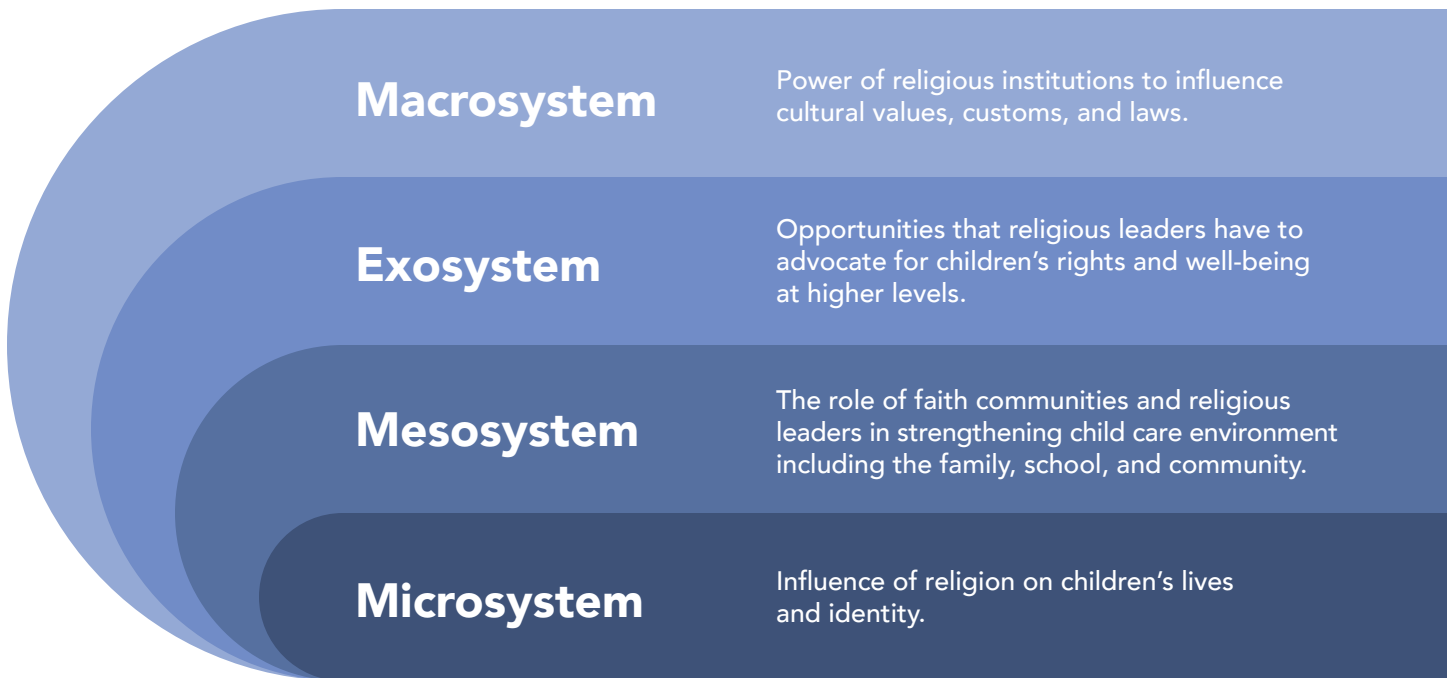 Macrosystem
Power of religious institutions to influence
cultural values, customs, and laws.
Exosystem
Opportunities that religious leaders have to
advocate for children’s rights and well-being
at higher levels.
Mesosystem
The role of faith communities and religious
leaders in strengthening child care environment
including the family, school, and community.
Microsystem
Influence of religion on children’s lives
and identity.